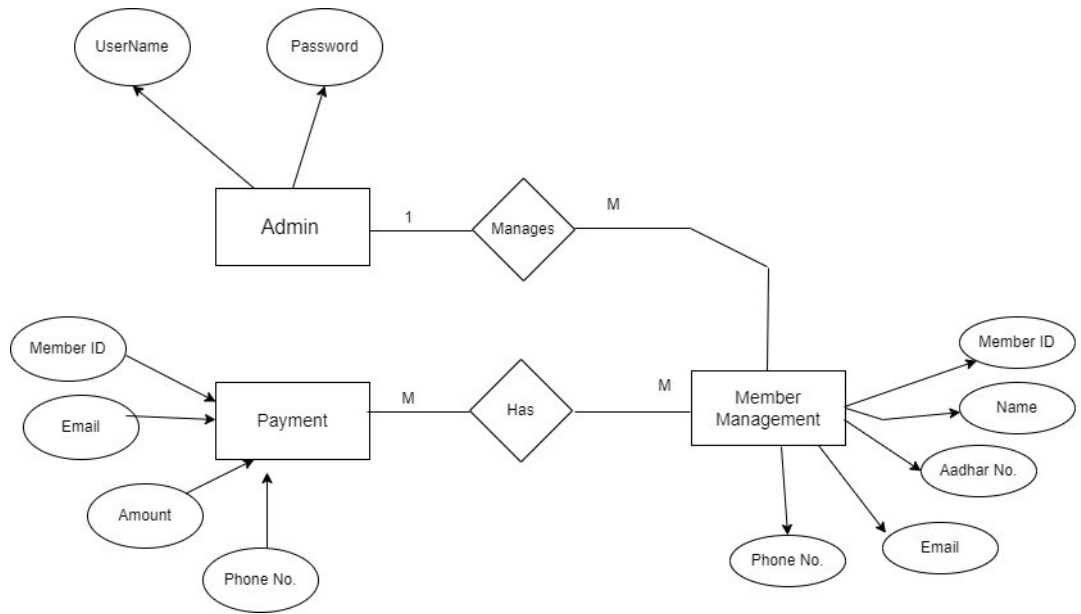 UserName
Password
Admin
1
Manages
M
Member ID
Email
Payment
Amount
Phone No.
M
Has
M
Member
Management
Member ID
Name
Aadhar No.
Email
Phone No.